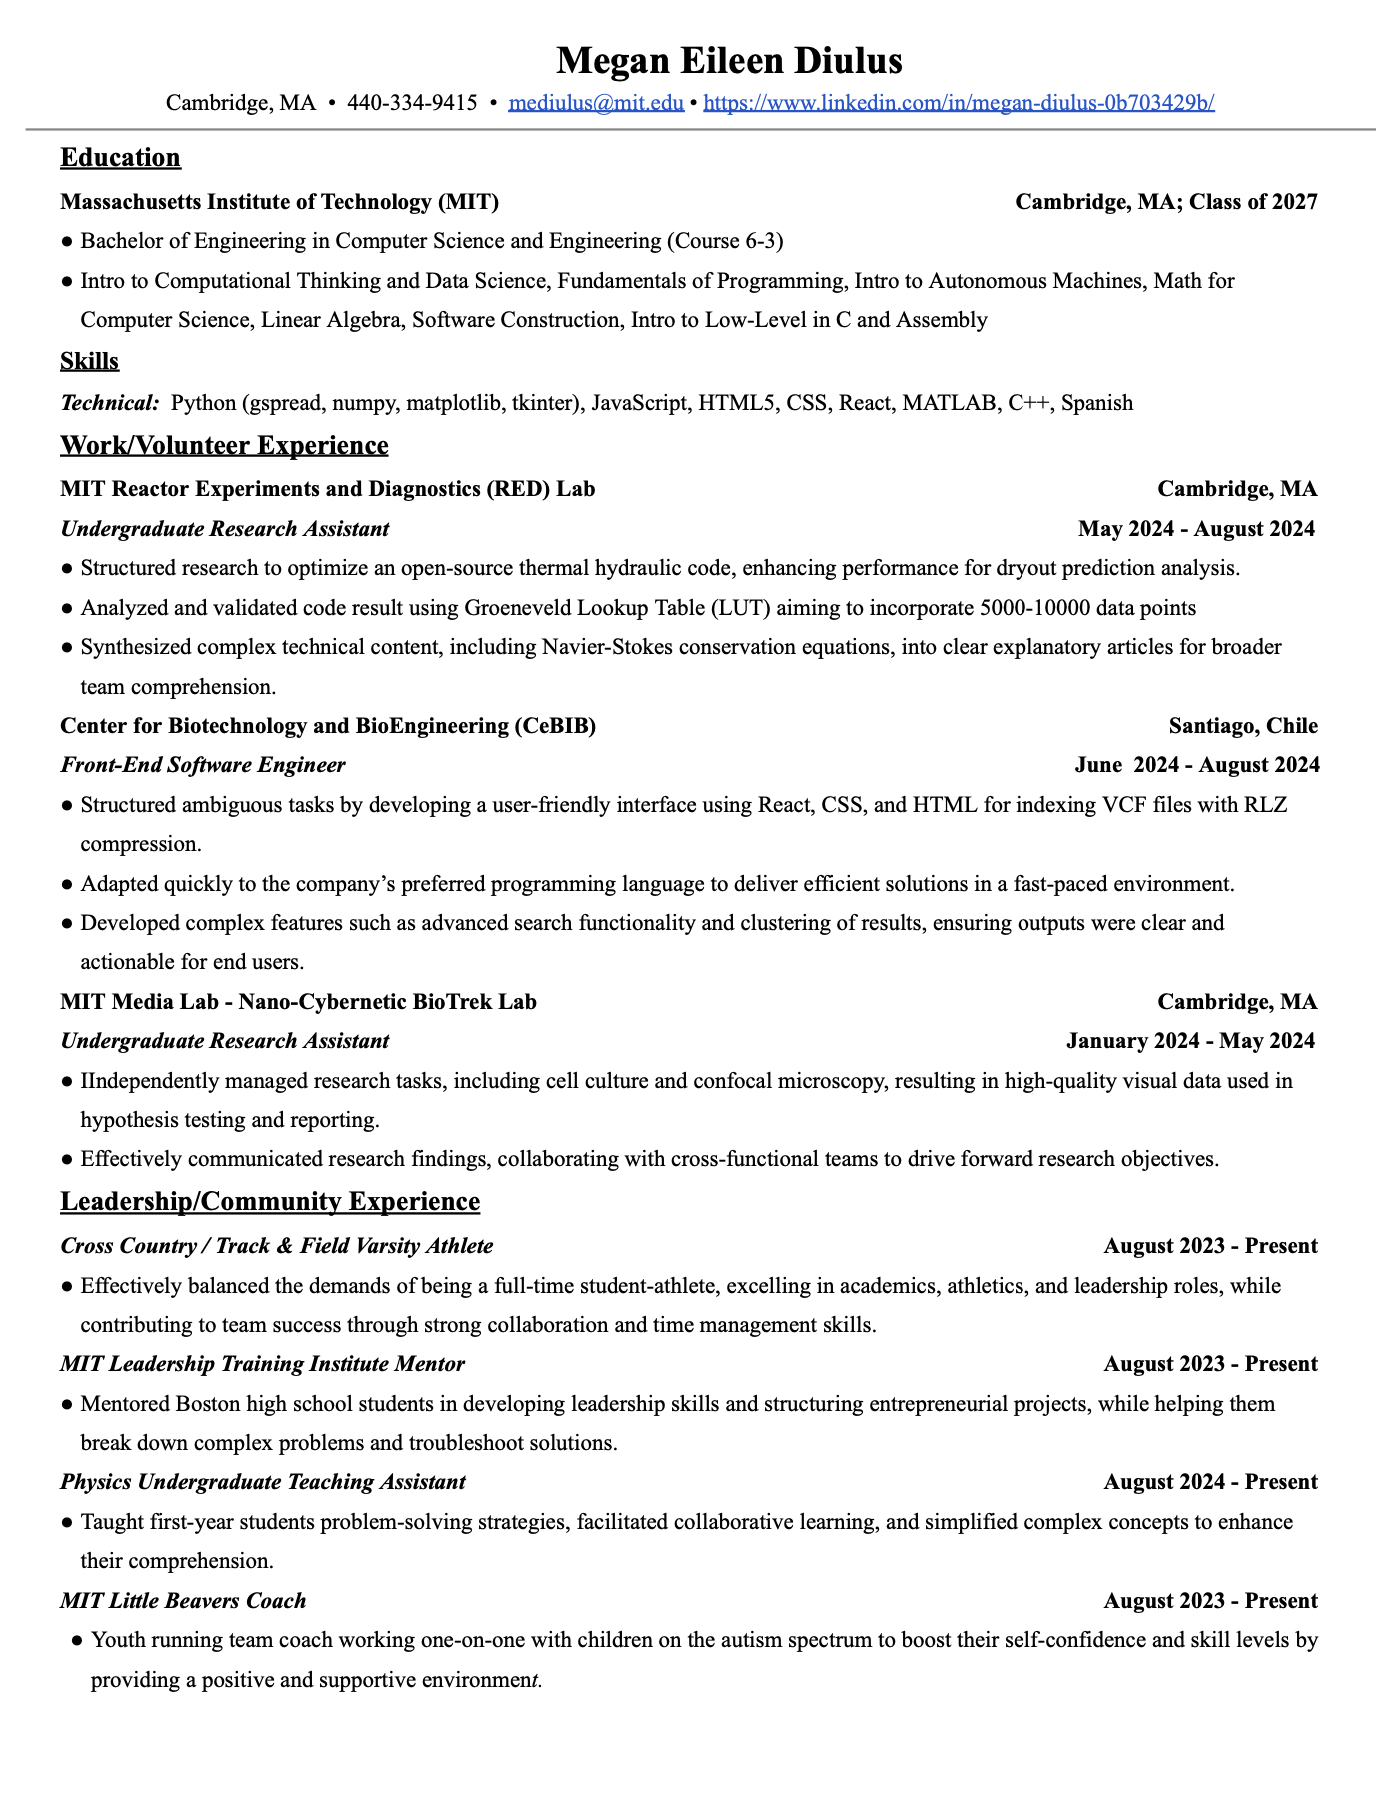 Megan Eileen Diulus
Cambridge, MA • 440-334-9415 • mediulus@mit.edu • https://www.linkedin.com/in/megan-diulus-0b703429b/
Education
Massachusetts Institute of Technology (MIT) Cambridge, MA; Class of 2027
● Bachelor of Engineering in Computer Science and Engineering (Course 6-3)
● Intro to Computational Thinking and Data Science, Fundamentals of Programming, Intro to Autonomous Machines, Math for
Computer Science, Linear Algebra, Software Construction, Intro to Low-Level in C and Assembly
Skills
Technical: Python (gspread, numpy, matplotlib, tkinter), JavaScript, HTML5, CSS, React, MATLAB, C++, Spanish
Work/Volunteer Experience
MIT Reactor Experiments and Diagnostics (RED) Lab Cambridge, MA
Undergraduate Research Assistant May 2024 - August 2024
● Structured research to optimize an open-source thermal hydraulic code, enhancing performance for dryout prediction analysis.
● Analyzed and validated code result using Groeneveld Lookup Table (LUT) aiming to incorporate 5000-10000 data points
● Synthesized complex technical content, including Navier-Stokes conservation equations, into clear explanatory articles for broader
team comprehension.
Center for Biotechnology and BioEngineering (CeBIB) Santiago, Chile
Front-End Software Engineer June 2024 - August 2024
● Structured ambiguous tasks by developing a user-friendly interface using React, CSS, and HTML for indexing VCF files with RLZ
compression.
● Adapted quickly to the company’s preferred programming language to deliver efficient solutions in a fast-paced environment.
● Developed complex features such as advanced search functionality and clustering of results, ensuring outputs were clear and
actionable for end users.
MIT Media Lab - Nano-Cybernetic BioTrek Lab Cambridge, MA
Undergraduate Research Assistant January 2024 - May 2024
● IIndependently managed research tasks, including cell culture and confocal microscopy, resulting in high-quality visual data used in
hypothesis testing and reporting.
● Effectively communicated research findings, collaborating with cross-functional teams to drive forward research objectives.
Leadership/Community Experience
Cross Country / Track & Field Varsity Athlete August 2023 - Present
● Effectively balanced the demands of being a full-time student-athlete, excelling in academics, athletics, and leadership roles, while
contributing to team success through strong collaboration and time management skills.
MIT Leadership Training Institute Mentor August 2023 - Present
● Mentored Boston high school students in developing leadership skills and structuring entrepreneurial projects, while helping them
break down complex problems and troubleshoot solutions.
Physics Undergraduate Teaching Assistant August 2024 - Present
● Taught first-year students problem-solving strategies, facilitated collaborative learning, and simplified complex concepts to enhance
their comprehension.
MIT Little Beavers Coach August 2023 - Present
● Youth running team coach working one-on-one with children on the autism spectrum to boost their self-confidence and skill levels by
providing a positive and supportive environment.